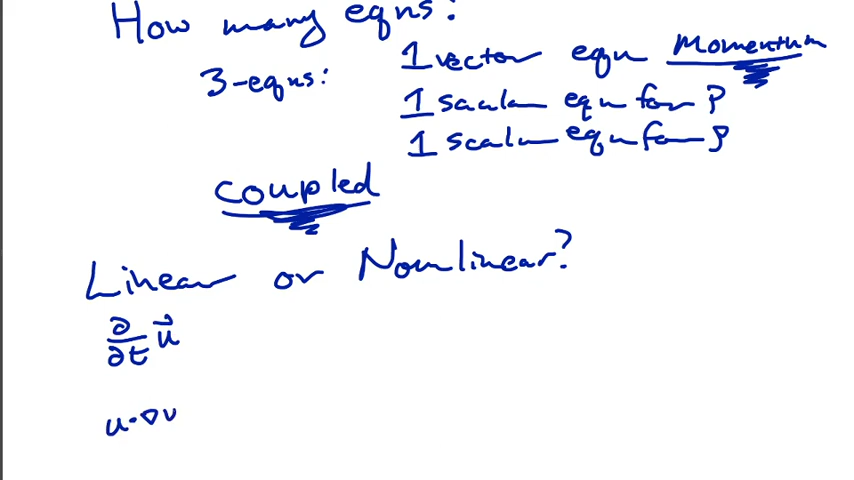 How many eqns:
3-eqns: 1 vector eqn Momentum
1 scalar eqn for P
1 scalar eqn for ρ
coupled
Linear or Nonlinear?
∂/∂t u⃗
u·∇u